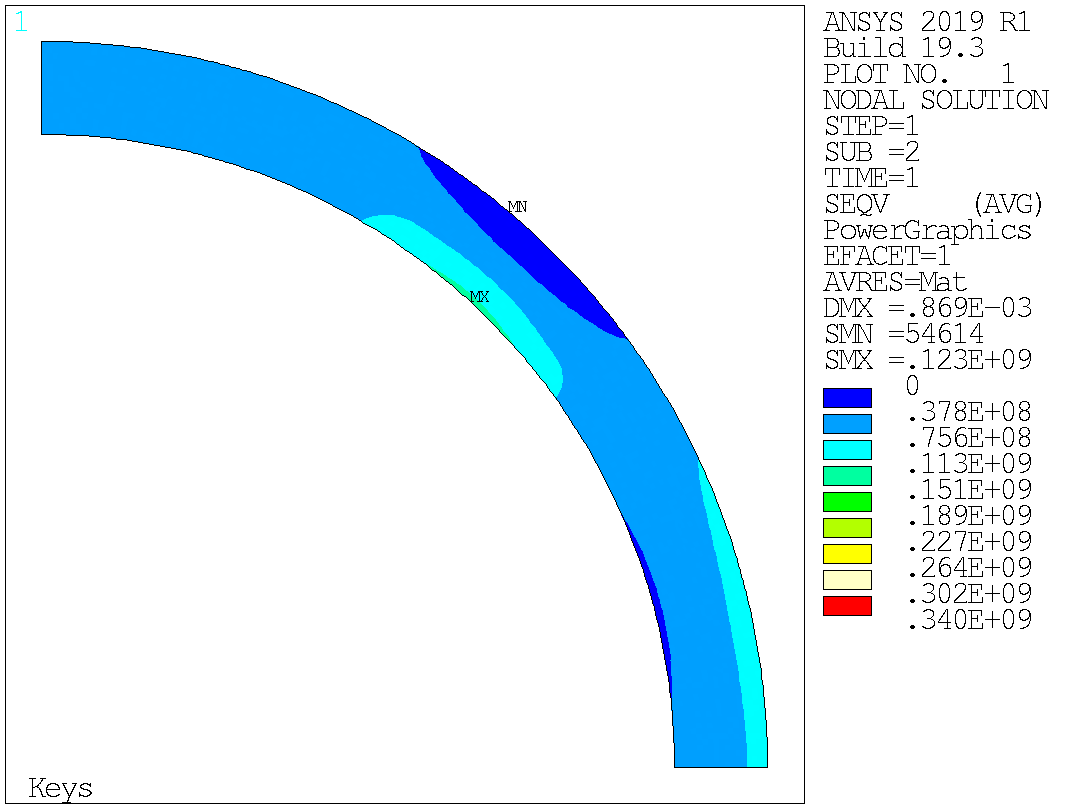 1
ANSYS 2019 R1
Build 19.3
PLOT NO.   1
NODAL SOLUTION
STEP=1
SUB =2
TIME=1
SEQV     (AVG)
PowerGraphics
EFACET=1
AVRES=Mat
DMX =.869E-03
SMN =54614
SMX =.123E+09
0
.378E+08
.756E+08
.113E+09
.151E+09
.189E+09
.227E+09
.264E+09
.302E+09
.340E+09
MN
MX
Keys